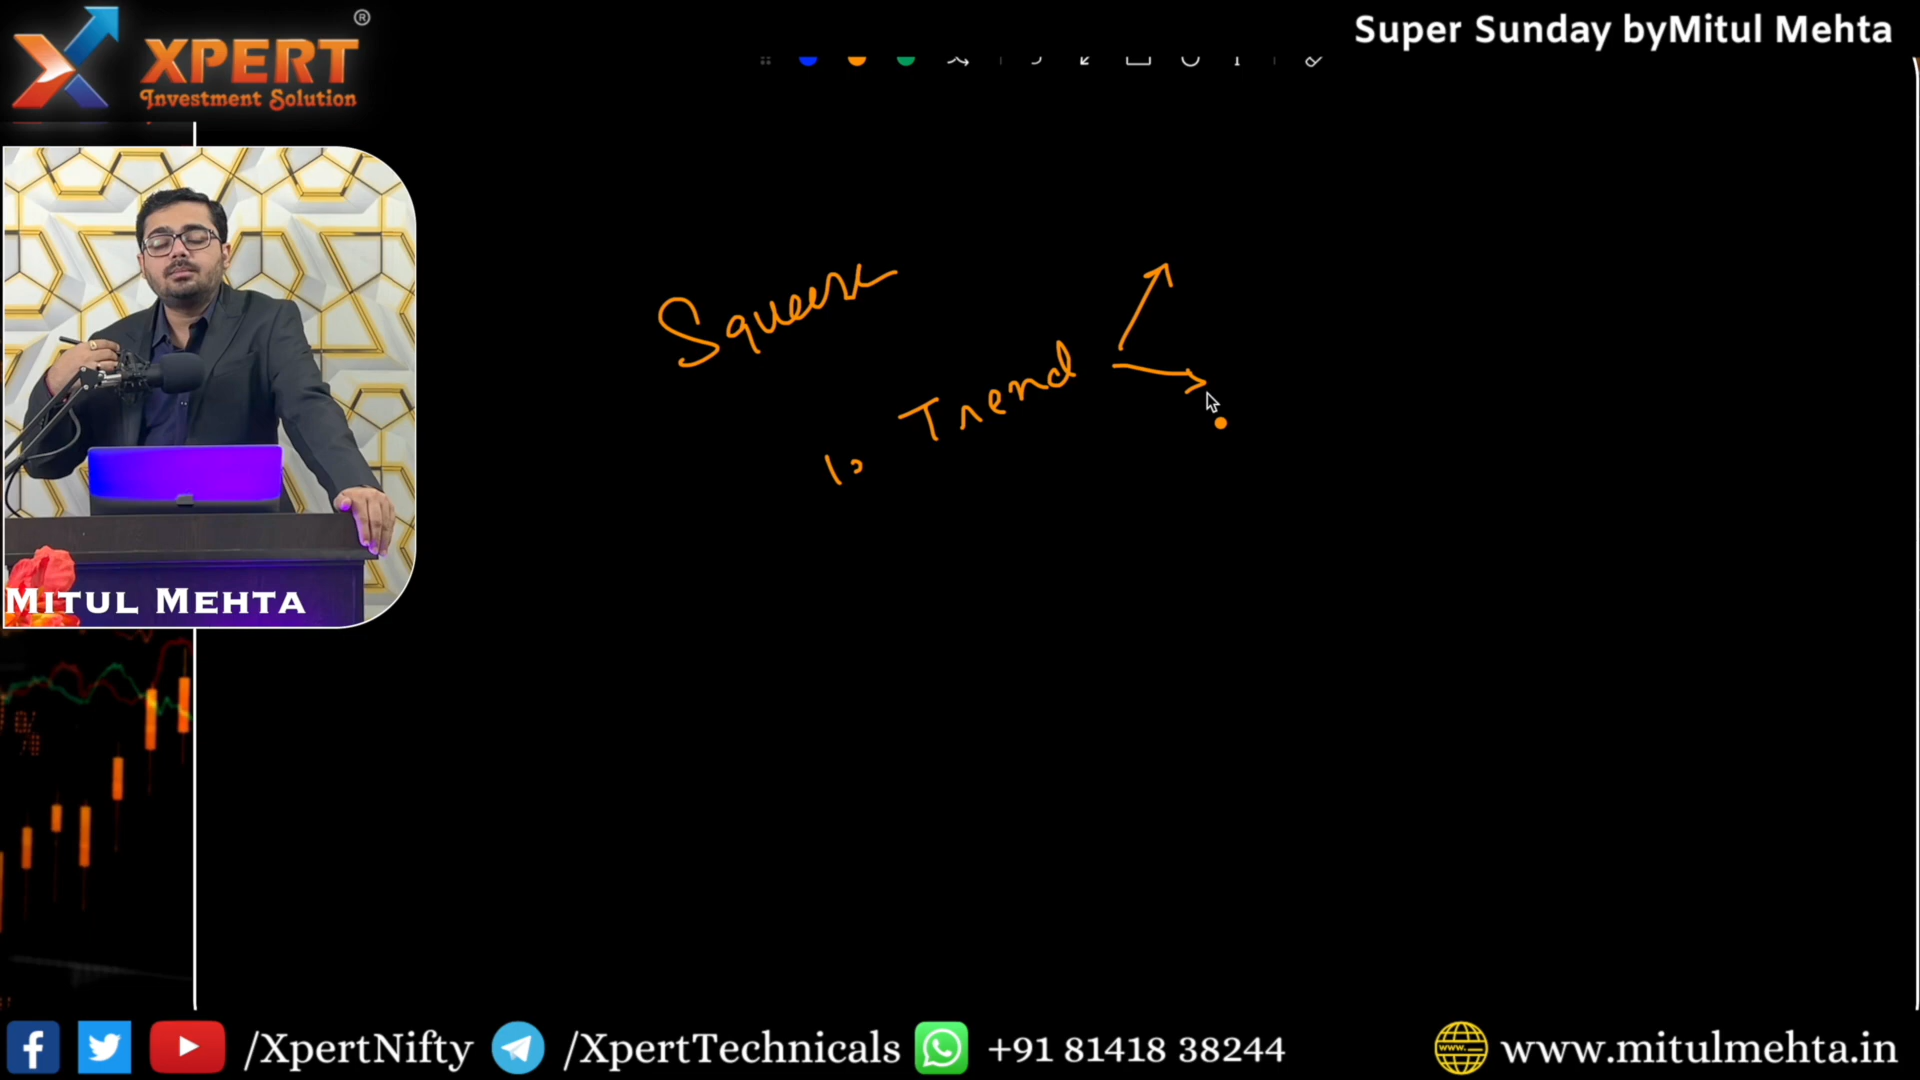 XPERT ®
Investment Solution
Super Sunday byMitul Mehta
Squeeze
1. Trend
MITUL MEHTA
/XpertNifty
/XpertTechnicals
+91 81418 38244
www...
www.mitulmehta.in